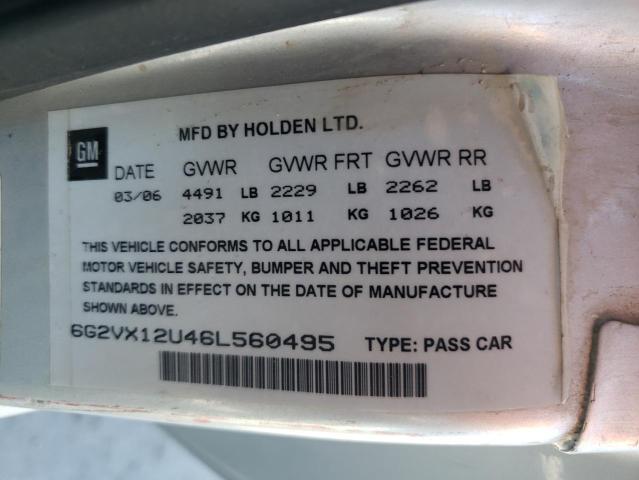 MFD BY HOLDEN LTD.
GM
DATE GVWR GVWR FRT GVWR RR
03/06 4491 LB 2229 LB 2262 LB
2037 KG 1011 KG 1026 KG
THIS VEHICLE CONFORMS TO ALL APPLICABLE FEDERAL
MOTOR VEHICLE SAFETY, BUMPER AND THEFT PREVENTION
STANDARDS IN EFFECT ON THE DATE OF MANUFACTURE
SHOWN ABOVE.
6G2VX12U46L560495 TYPE: PASS CAR